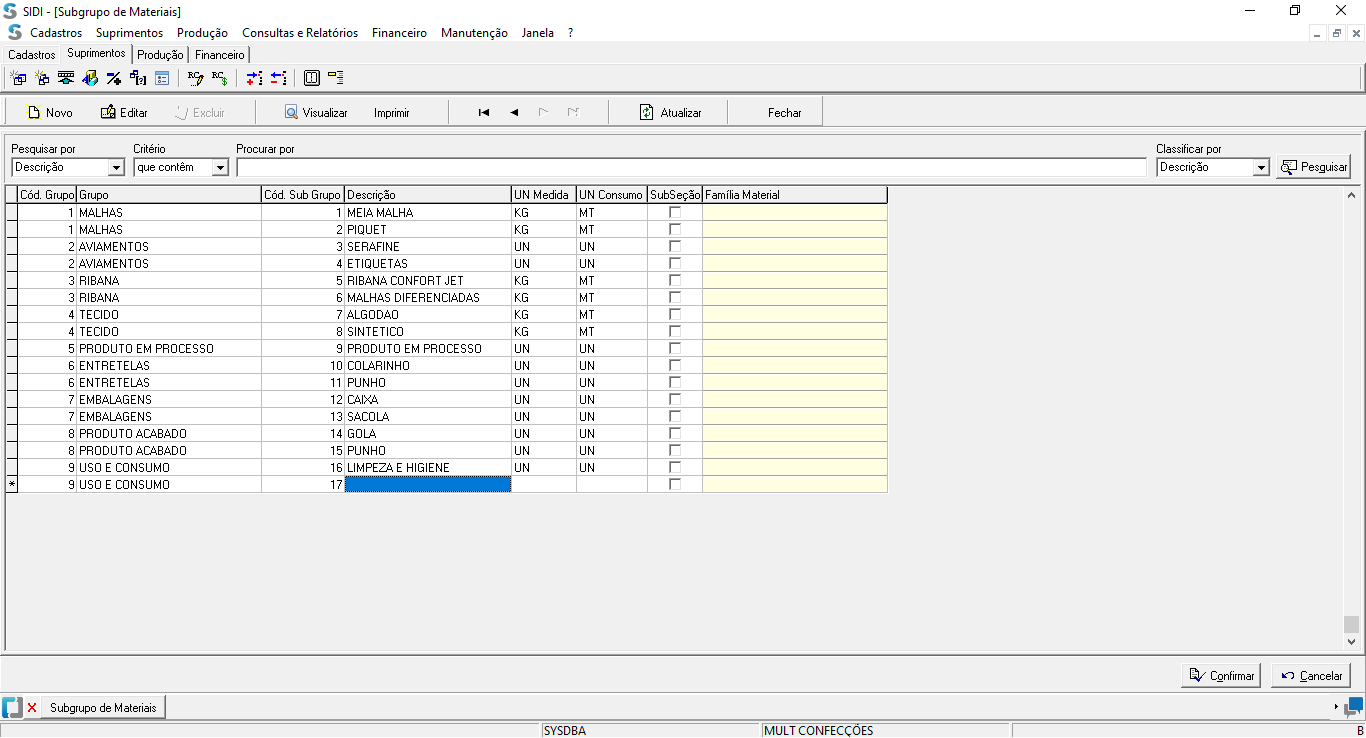 SIDI - [Subgrupo de Materiais]
Cadastros Suprimentos Produção Consultas e Relatórios Financeiro Manutenção Janela ?
Cadastros Suprimentos Produção Financeiro
Novo Editar Excluir Visualizar Imprimir Atualizar Fechar
Pesquisar por Critério Procurar por Classificar por
Descrição que contêm Descrição Pesquisar
Cód. Grupo Grupo Cód. Sub Grupo Descrição UN Medida UN Consumo SubSeção Família Material
1 MALHAS 1 MEIA MALHA KG MT
1 MALHAS 2 PIQUET KG MT
2 AVIAMENTOS 3 SERAFINE UN UN
2 AVIAMENTOS 4 ETIQUETAS UN UN
3 RIBANA 5 RIBANA CONFORT JET KG MT
3 RIBANA 6 MALHAS DIFERENCIADAS KG MT
4 TECIDO 7 ALGODAO KG MT
4 TECIDO 8 SINTETICO KG MT
5 PRODUTO EM PROCESSO 9 PRODUTO EM PROCESSO UN UN
6 ENTRETELAS 10 COLARINHO UN UN
6 ENTRETELAS 11 PUNHO UN UN
7 EMBALAGENS 12 CAIXA UN UN
7 EMBALAGENS 13 SACOLA UN UN
8 PRODUTO ACABADO 14 GOLA UN UN
8 PRODUTO ACABADO 15 PUNHO UN UN
9 USO E CONSUMO 16 LIMPEZA E HIGIENE UN UN
* 9 USO E CONSUMO 17
Confirmar Cancelar
Subgrupo de Materiais
SYSDBA MULT CONFECÇÕES B